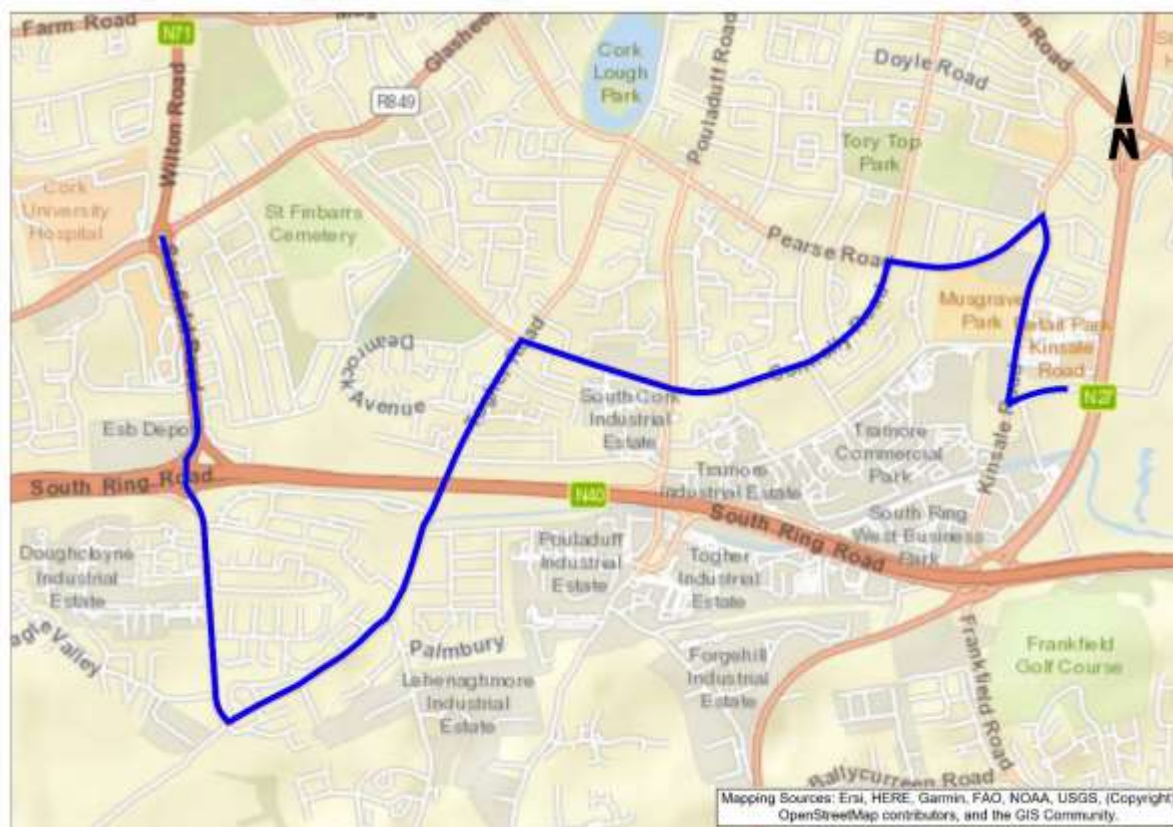 Farm Road
N71
Wilton Road
Cork
University
Hospital
R849
St Finbarrs
Cemetery
Cork
Lough
Park
Pouladuff Road
Doyle Road
Tory Top
Park
Pearse Road
Musgrave
Park
Retail Park
Kinsale
Road
N27
Kinsale Road
Deanrock
Avenue
South Cork
Industrial
Estate
Tramore
Commercial
Park
Tramore
Industrial Estate
Esb Depo
South Ring Road
N40
South Ring Road
South Ring
West Business
Park
Doughcloyne
Industrial
Estate
Pouladuff
Industrial
Estate
Togher
Industrial
Estate
Palmbury
Lehenaghmore
Industrial
Estate
Forgehill
Industrial
Estate
Frankfield
Golf Course
Frankfield Road
Ballycurreen Road
N
Mapping Sources: Ersi, HERE, Garmin, FAO, NOAA, USGS, (Copyright)
OpenStreetMap contributors, and the GIS Community.